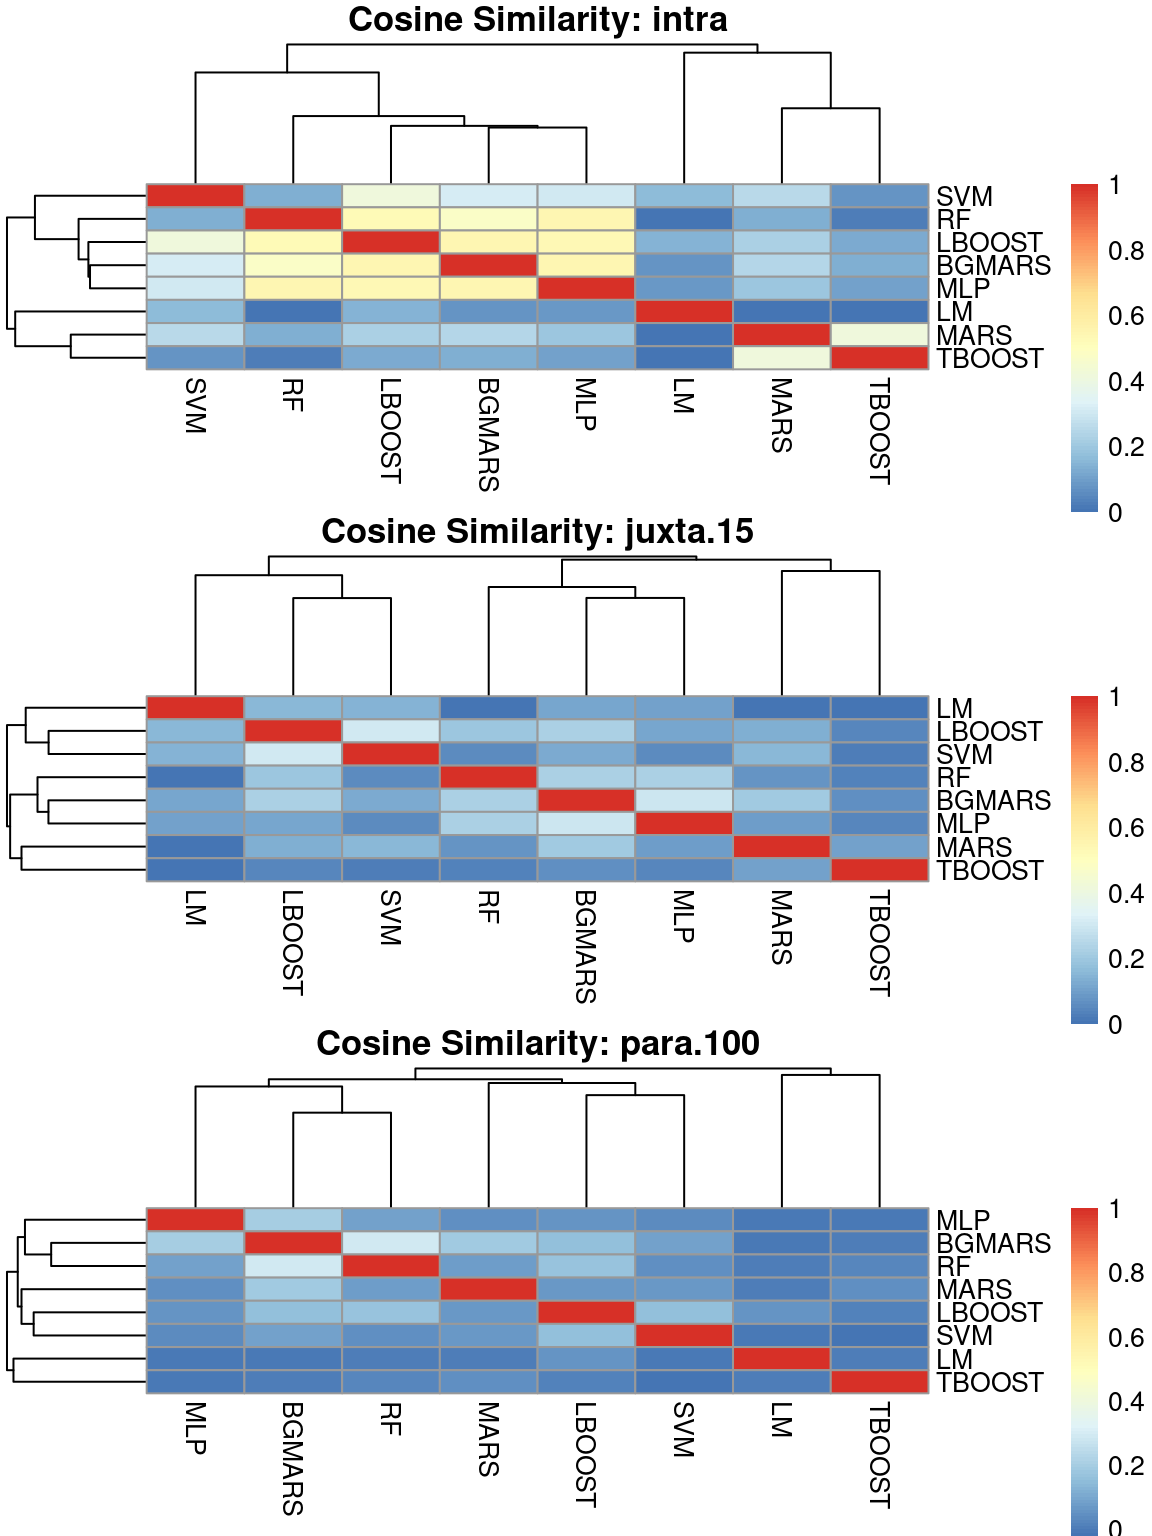 Cosine Similarity: intra
SVM
RF
LBOOST
BGMARS
MLP
LM
MARS
TBOOST
SVM RF LBOOST BGMARS MLP LM MARS TBOOST
1
0.8
0.6
0.4
0.2
0
Cosine Similarity: juxta.15
LM
LBOOST
SVM
RF
BGMARS
MLP
MARS
TBOOST
LM LBOOST SVM RF BGMARS MLP MARS TBOOST
1
0.8
0.6
0.4
0.2
0
Cosine Similarity: para.100
MLP
BGMARS
RF
MARS
LBOOST
SVM
LM
TBOOST
MLP BGMARS RF MARS LBOOST SVM LM TBOOST
1
0.8
0.6
0.4
0.2
0